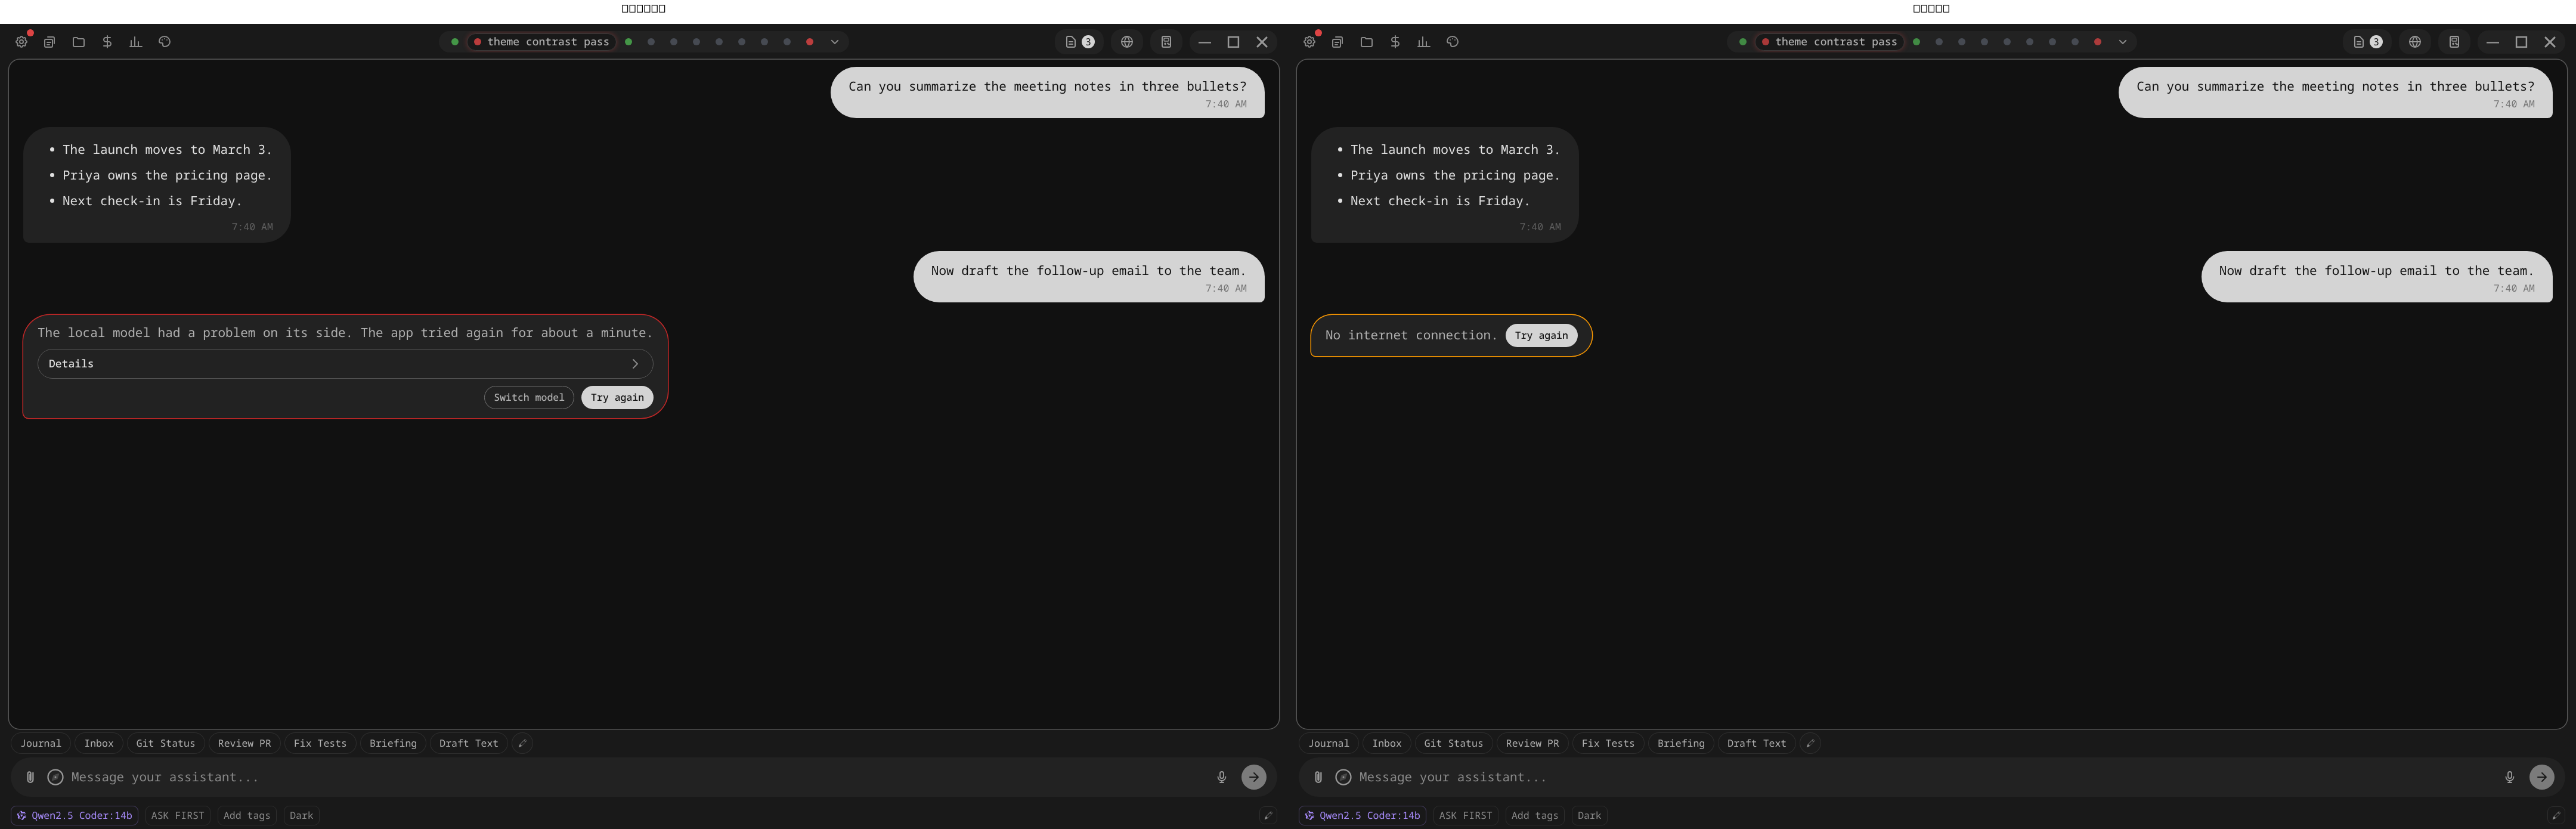 □□□□□□
theme contrast pass
3
Can you summarize the meeting notes in three bullets?
7:40 AM
• The launch moves to March 3.
• Priya owns the pricing page.
• Next check-in is Friday.
7:40 AM
Now draft the follow-up email to the team.
7:40 AM
The local model had a problem on its side. The app tried again for about a minute.
Details
Switch model
Try again
Journal
Inbox
Git Status
Review PR
Fix Tests
Briefing
Draft Text
Message your assistant...
Qwen2.5 Coder:14b
ASK FIRST
Add tags
Dark
□□□□□
theme contrast pass
3
Can you summarize the meeting notes in three bullets?
7:40 AM
• The launch moves to March 3.
• Priya owns the pricing page.
• Next check-in is Friday.
7:40 AM
Now draft the follow-up email to the team.
7:40 AM
No internet connection.
Try again
Journal
Inbox
Git Status
Review PR
Fix Tests
Briefing
Draft Text
Message your assistant...
Qwen2.5 Coder:14b
ASK FIRST
Add tags
Dark